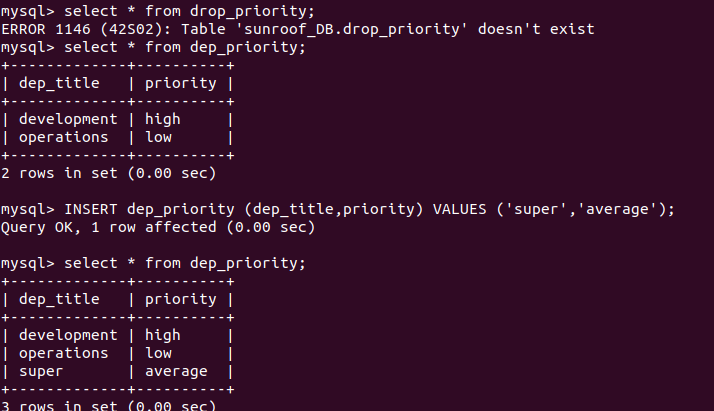 mysql> select * from drop_priority;
ERROR 1146 (42S02): Table 'sunroof_DB.drop_priority' doesn't exist
mysql> select * from dep_priority;
+-------------+----------+
| dep_title   | priority |
+-------------+----------+
| development | high     |
| operations  | low      |
+-------------+----------+
2 rows in set (0.00 sec)

mysql> INSERT dep_priority (dep_title,priority) VALUES ('super','average');
Query OK, 1 row affected (0.00 sec)

mysql> select * from dep_priority;
+-------------+----------+
| dep_title   | priority |
+-------------+----------+
| development | high     |
| operations  | low      |
| super       | average  |
+-------------+----------+
3 rows in set (0.00 sec)